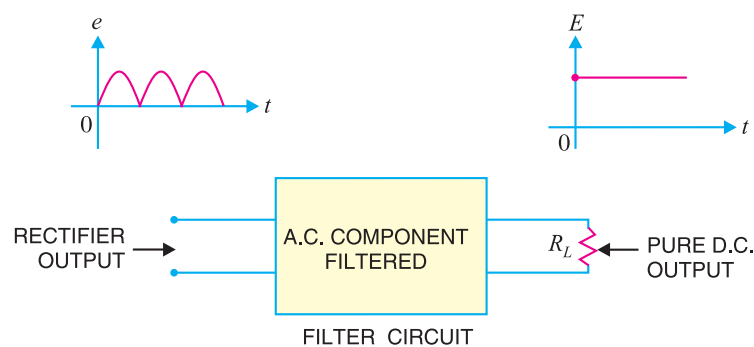 e
E
t
0
t
0
RECTIFIER
OUTPUT
A.C. COMPONENT
FILTERED
R_L
PURE D.C.
OUTPUT
FILTER CIRCUIT